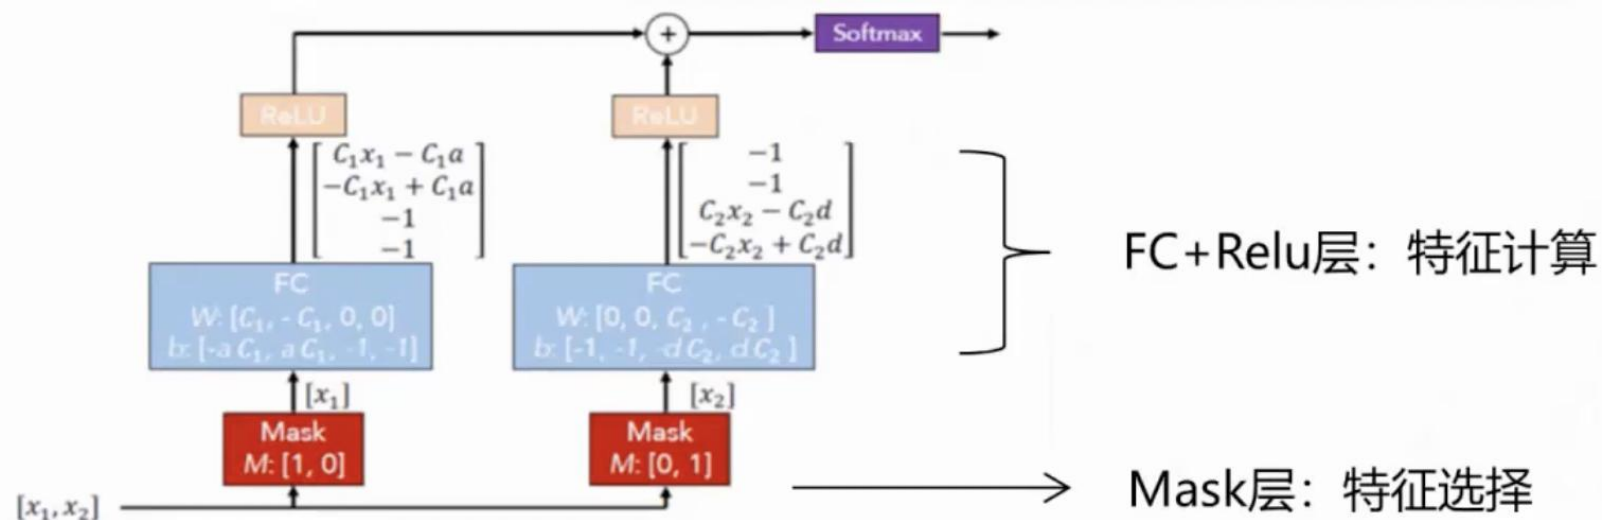 +
Softmax
ReLU
ReLU
C₁x₁ − C₁a
−C₁x₁ + C₁a
−1
−1
−1
−1
C₂x₂ − C₂d
−C₂x₂ + C₂d
FC+Relu层：特征计算
FC
W: [C₁, - C₁, 0, 0]
b: [-a C₁, a C₁, -1, -1]
FC
W: [0, 0, C₂ , - C₂ ]
b: [-1, -1, -d C₂, d C₂ ]
[x₁]
[x₂]
Mask
M: [1, 0]
Mask
M: [0, 1]
Mask层：特征选择
[x₁, x₂]